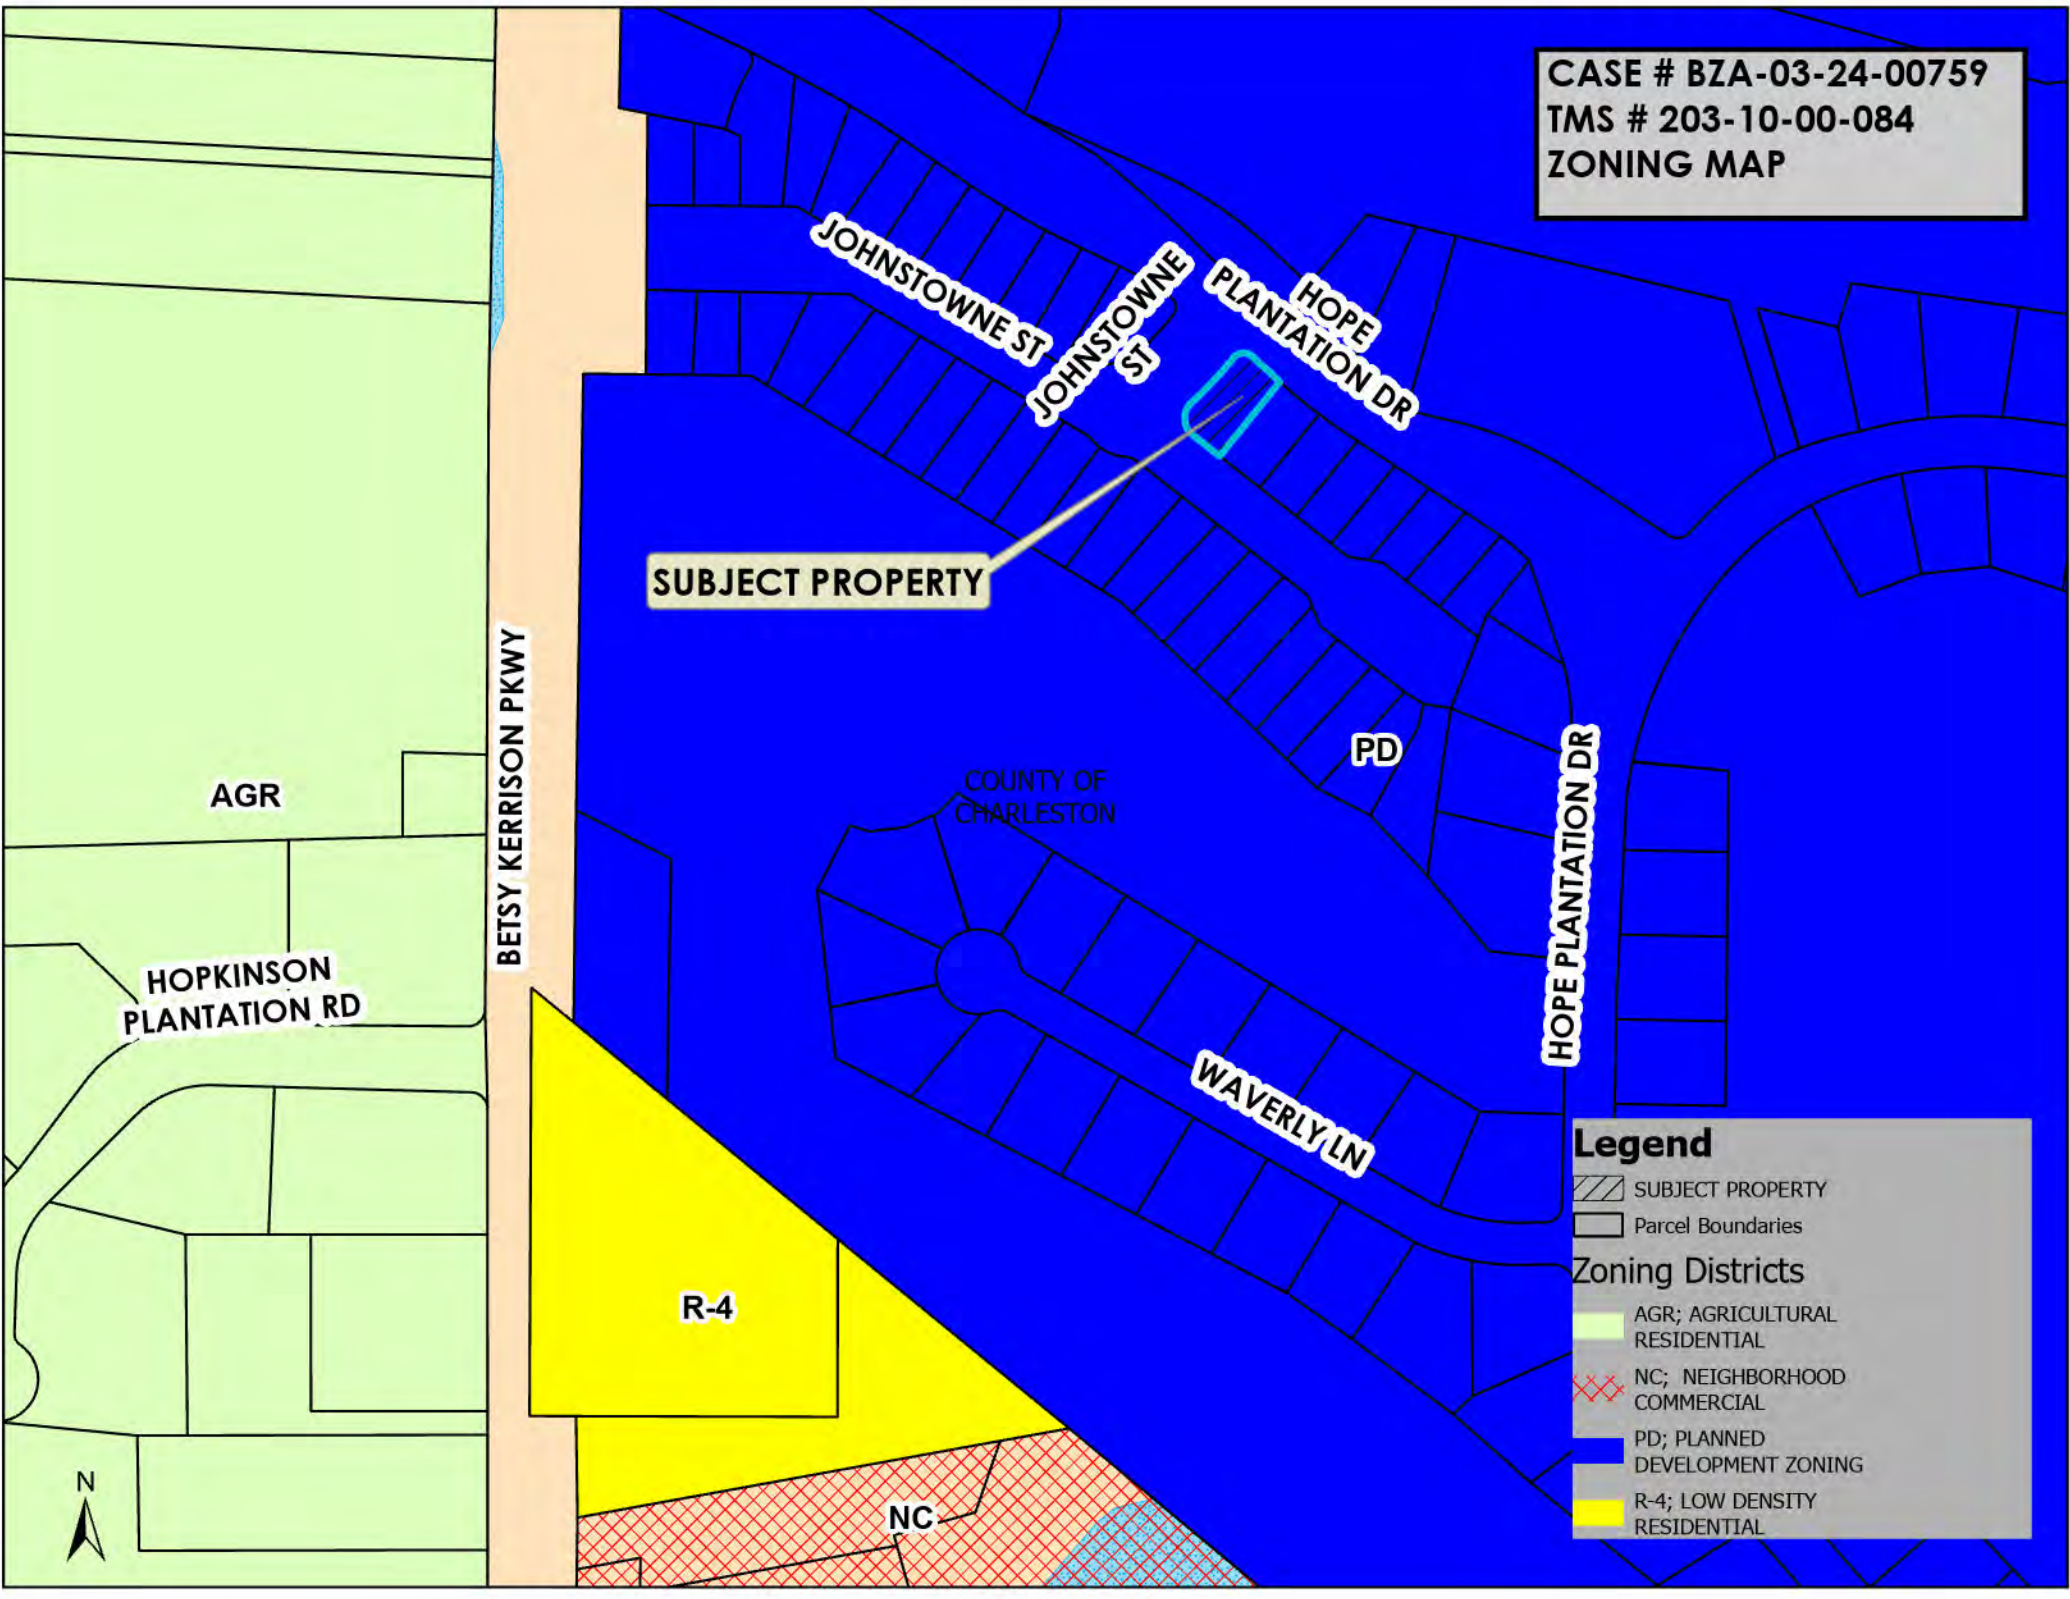 CASE # BZA-03-24-00759
TMS # 203-10-00-084
ZONING MAP
JOHNSTOWNE ST
JOHNSTOWNE
ST
HOPE
PLANTATION DR
SUBJECT PROPERTY
BETSY KERRISON PKWY
AGR
PD
COUNTY OF
CHARLESTON
HOPE PLANTATION DR
HOPKINSON
PLANTATION RD
WAVERLY LN
R-4
NC
N
Legend
SUBJECT PROPERTY
Parcel Boundaries
Zoning Districts
AGR; AGRICULTURAL
RESIDENTIAL
NC; NEIGHBORHOOD
COMMERCIAL
PD; PLANNED
DEVELOPMENT ZONING
R-4; LOW DENSITY
RESIDENTIAL